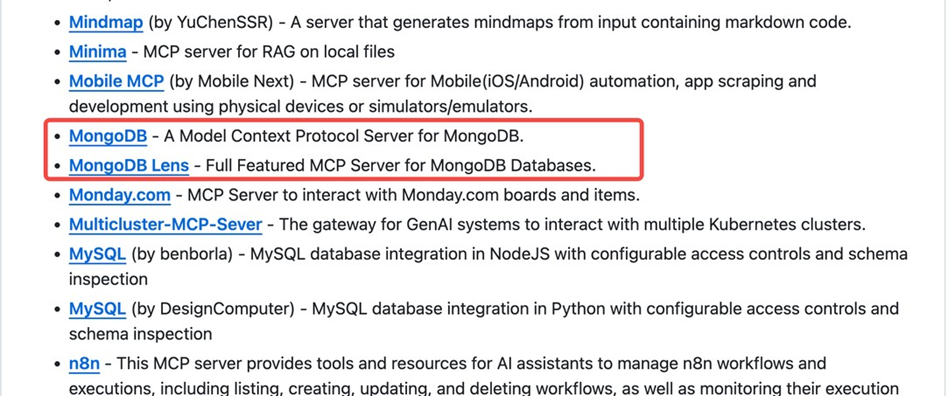 • Mindmap (by YuChenSSR) - A server that generates mindmaps from input containing markdown code.
• Minima - MCP server for RAG on local files
• Mobile MCP (by Mobile Next) - MCP server for Mobile(iOS/Android) automation, app scraping and
development using physical devices or simulators/emulators.
• MongoDB - A Model Context Protocol Server for MongoDB.
• MongoDB Lens - Full Featured MCP Server for MongoDB Databases.
• Monday.com - MCP Server to interact with Monday.com boards and items.
• Multicluster-MCP-Sever - The gateway for GenAI systems to interact with multiple Kubernetes clusters.
• MySQL (by benborla) - MySQL database integration in NodeJS with configurable access controls and schema
inspection
• MySQL (by DesignComputer) - MySQL database integration in Python with configurable access controls and
schema inspection
• n8n - This MCP server provides tools and resources for AI assistants to manage n8n workflows and
executions, including listing, creating, updating, and deleting workflows, as well as monitoring their execution